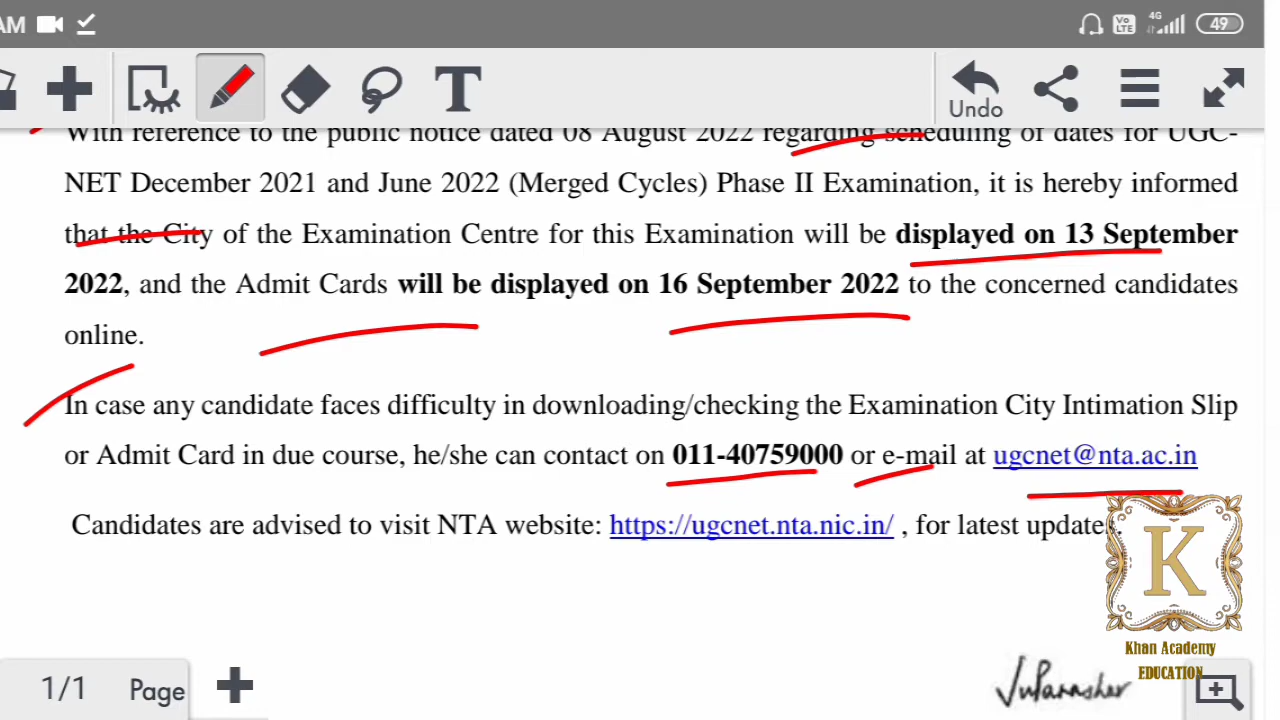 AM
Vo LTE 4G 49
T
Undo
With reference to the public notice dated 08 August 2022 regarding scheduling of dates for UGC-
NET December 2021 and June 2022 (Merged Cycles) Phase II Examination, it is hereby informed
that the City of the Examination Centre for this Examination will be displayed on 13 September
2022, and the Admit Cards will be displayed on 16 September 2022 to the concerned candidates
online.
In case any candidate faces difficulty in downloading/checking the Examination City Intimation Slip
or Admit Card in due course, he/she can contact on 011-40759000 or e-mail at ugcnet@nta.ac.in
Candidates are advised to visit NTA website: https://ugcnet.nta.nic.in/ , for latest updates.
K
Khan Academy
EDUCATION
1/1 Page